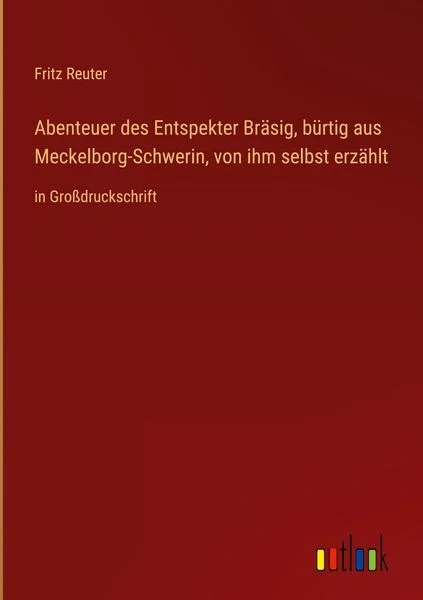 Fritz Reuter
Abenteuer des Entspekter Bräsig, bürtig aus
Meckelborg-Schwerin, von ihm selbst erzählt
in Großdruckschrift
outlook